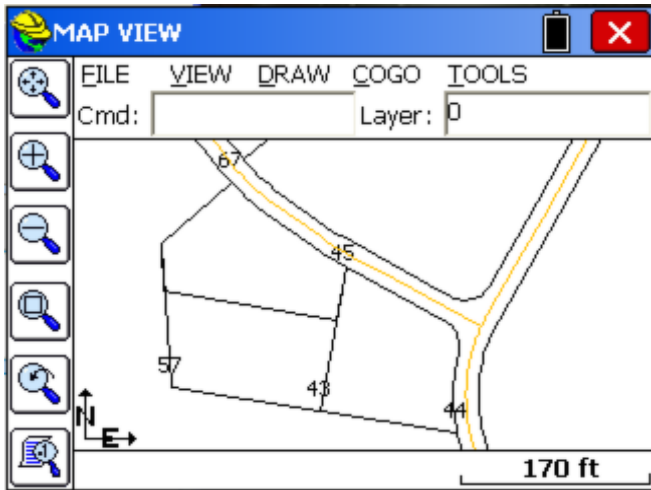 MAP VIEW
FILE VIEW DRAW COGO TOOLS
Cmd: Layer: 0
67
45
57
43
44
N
E
170 ft